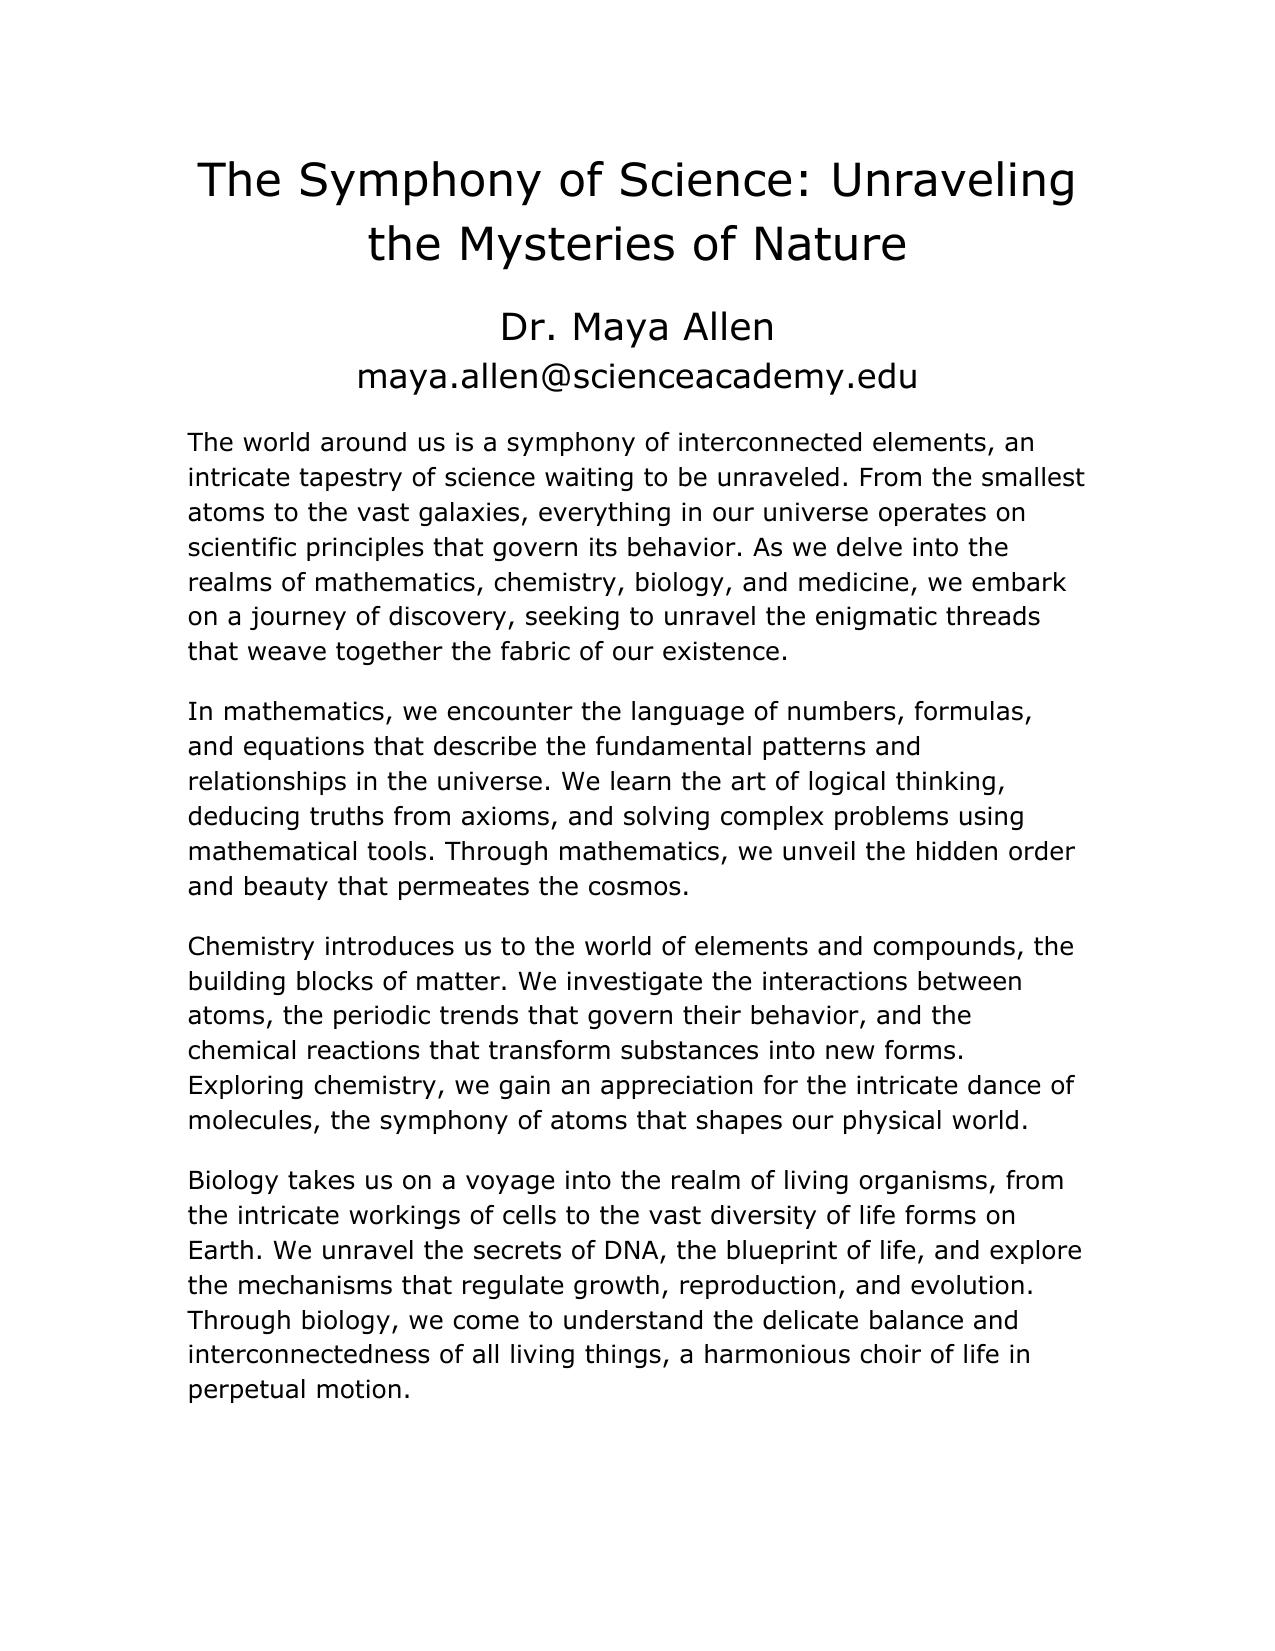 The Symphony of Science: Unraveling
the Mysteries of Nature
Dr. Maya Allen
maya.allen@scienceacademy.edu
The world around us is a symphony of interconnected elements, an
intricate tapestry of science waiting to be unraveled. From the smallest
atoms to the vast galaxies, everything in our universe operates on
scientific principles that govern its behavior. As we delve into the
realms of mathematics, chemistry, biology, and medicine, we embark
on a journey of discovery, seeking to unravel the enigmatic threads
that weave together the fabric of our existence.
In mathematics, we encounter the language of numbers, formulas,
and equations that describe the fundamental patterns and
relationships in the universe. We learn the art of logical thinking,
deducing truths from axioms, and solving complex problems using
mathematical tools. Through mathematics, we unveil the hidden order
and beauty that permeates the cosmos.
Chemistry introduces us to the world of elements and compounds, the
building blocks of matter. We investigate the interactions between
atoms, the periodic trends that govern their behavior, and the
chemical reactions that transform substances into new forms.
Exploring chemistry, we gain an appreciation for the intricate dance of
molecules, the symphony of atoms that shapes our physical world.
Biology takes us on a voyage into the realm of living organisms, from
the intricate workings of cells to the vast diversity of life forms on
Earth. We unravel the secrets of DNA, the blueprint of life, and explore
the mechanisms that regulate growth, reproduction, and evolution.
Through biology, we come to understand the delicate balance and
interconnectedness of all living things, a harmonious choir of life in
perpetual motion.